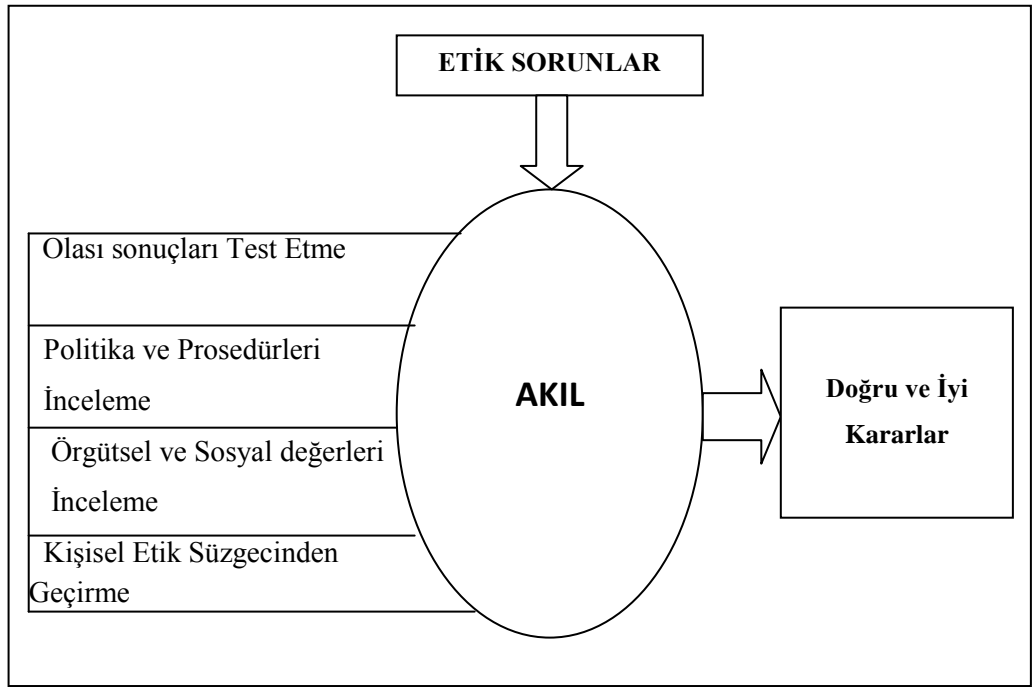 ETİK SORUNLAR
Olası sonuçları Test Etme
Politika ve Prosedürleri
İnceleme
Örgütsel ve Sosyal değerleri
İnceleme
Kişisel Etik Süzgecinden
Geçirme
AKIL
Doğru ve İyi
Kararlar